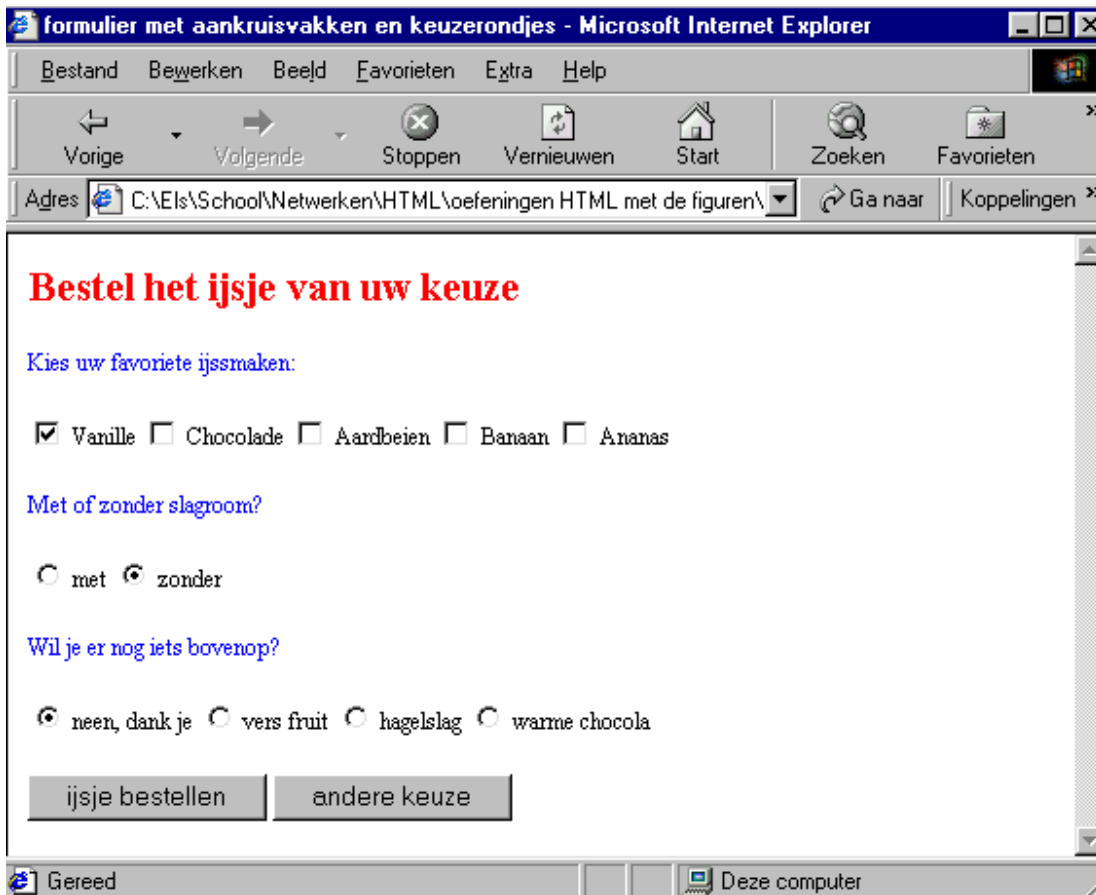 formulier met aankruisvakken en keuzerondjes - Microsoft Internet Explorer
Bestand Bewerken Beeld Favorieten Extra Help
Vorige Volgende Stoppen Vernieuwen Start Zoeken Favorieten
Adres C:\Els\School\Netwerken\HTML\oefeningen HTML met de figuren\ Ga naar Koppelingen
Bestel het ijsje van uw keuze
Kies uw favoriete ijssmaken:
Vanille Chocolade Aardbeien Banaan Ananas
Met of zonder slagroom?
met zonder
Wil je er nog iets bovenop?
neen, dank je vers fruit hagelslag warme chocola
ijsje bestellen andere keuze
Gereed Deze computer